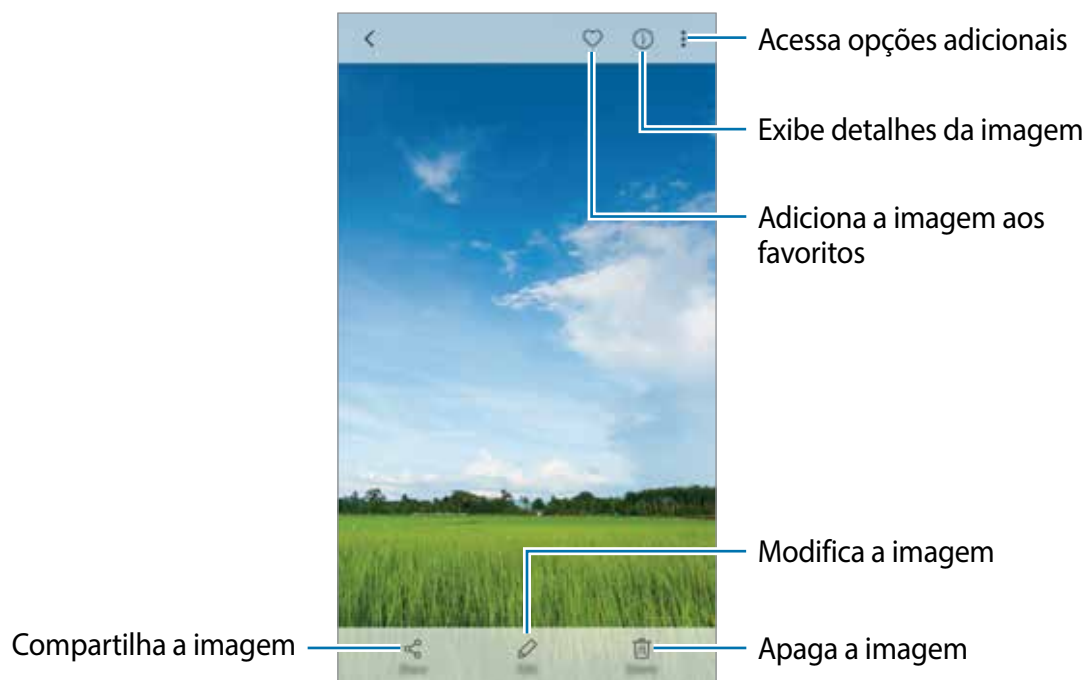 Acessa opções adicionais
Exibe detalhes da imagem
Adiciona a imagem aos
favoritos
Modifica a imagem
Compartilha a imagem
Apaga a imagem